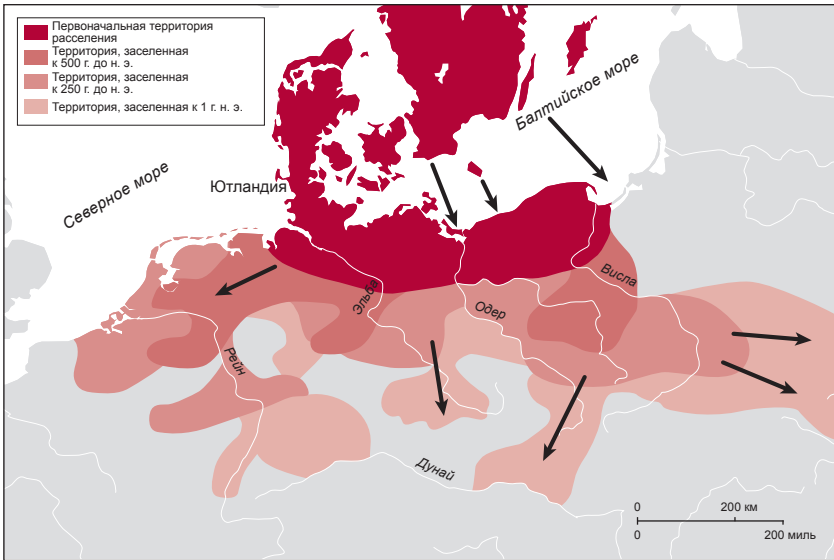 Первоначальная территория
расселения
Территория, заселенная
к 500 г. до н. э.
Территория, заселенная
к 250 г. до н. э.
Территория, заселенная к 1 г. н. э.
Балтийское море
Северное море
Ютландия
Висла
Эльба
Одер
Рейн
Дунай
0 200 км
0 200 миль